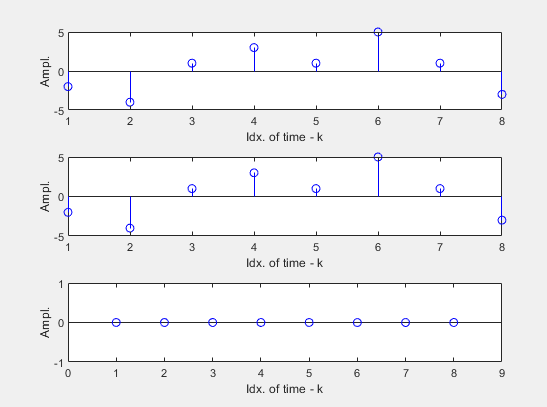 5
0
-5
Ampl.
1 2 3 4 5 6 7 8
Idx. of time - k
5
0
-5
Ampl.
1 2 3 4 5 6 7 8
Idx. of time - k
1
0
-1
Ampl.
0 1 2 3 4 5 6 7 8 9
Idx. of time - k